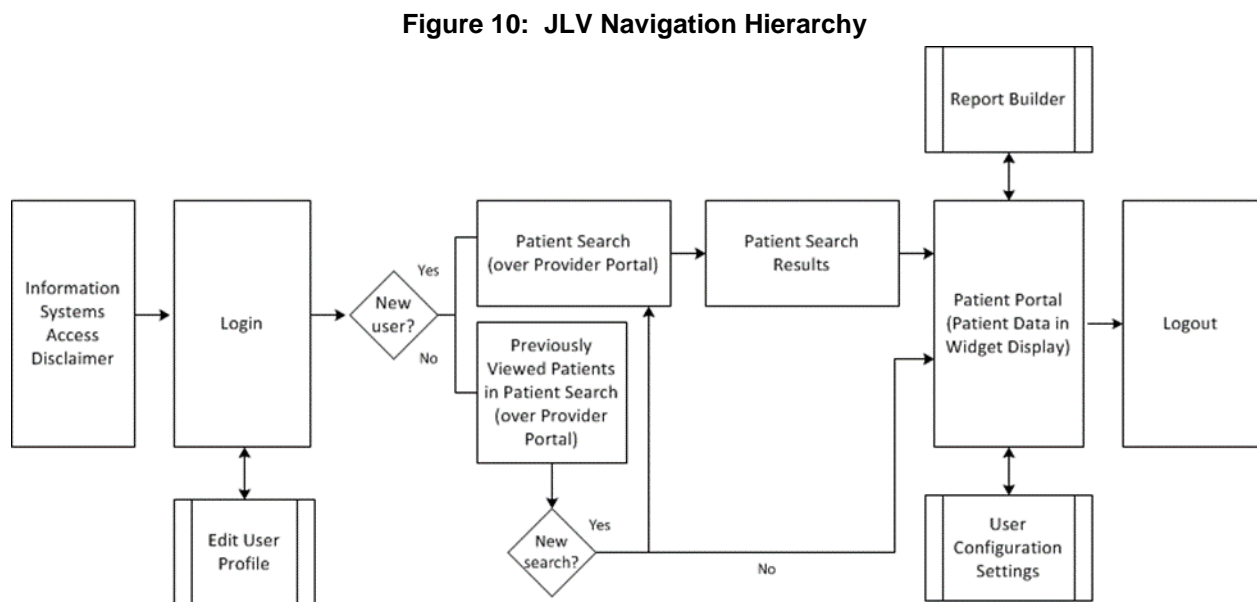 Figure 10:  JLV Navigation Hierarchy
Report Builder
Information
Systems
Access
Disclaimer
Login
Edit User
Profile
New
user?
Yes
No
Patient Search
(over Provider Portal)
Previously
Viewed Patients
in Patient Search
(over Provider
Portal)
New
search?
Yes
No
Patient Search
Results
Patient Portal
(Patient Data in
Widget Display)
User
Configuration
Settings
Logout